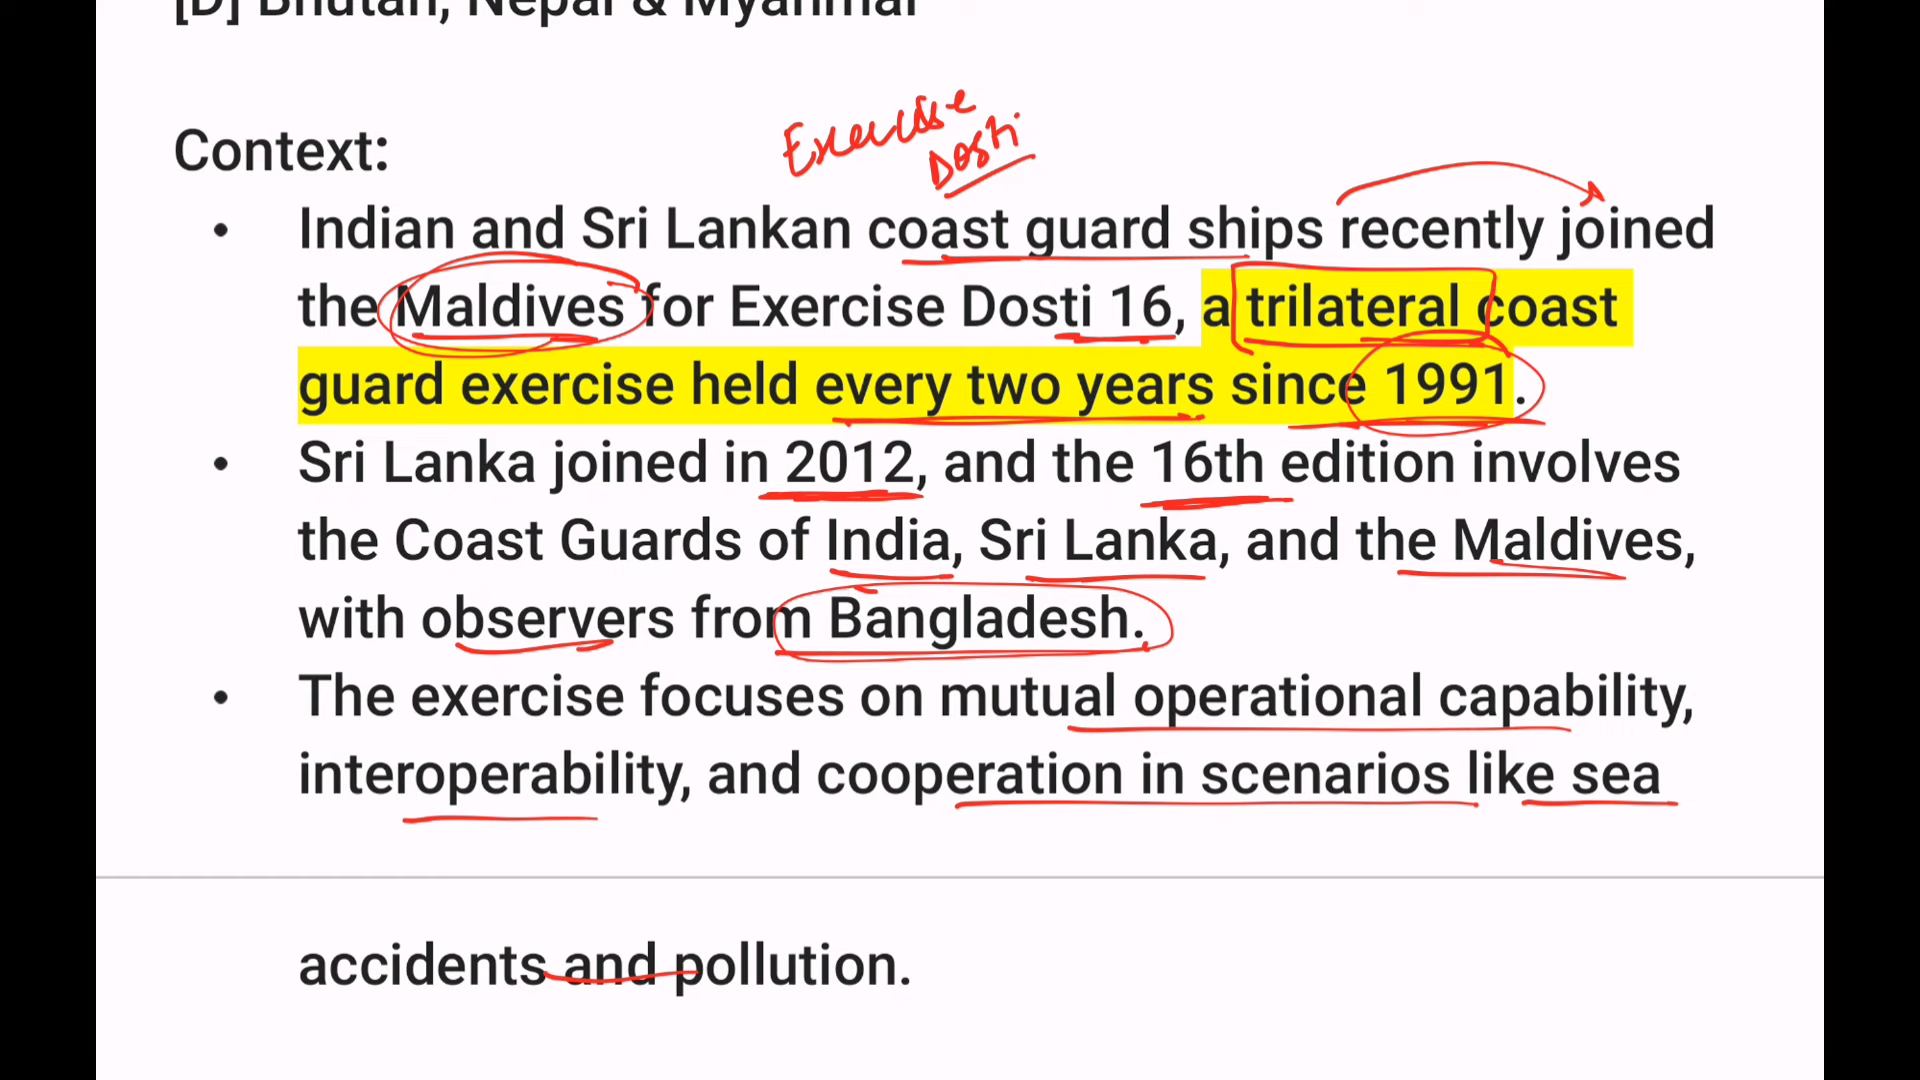 [D] Bhutan, Nepal & Myanmar
Exercise
Dosti
Context:
• Indian and Sri Lankan coast guard ships recently joined
the Maldives for Exercise Dosti 16, a trilateral coast
guard exercise held every two years since 1991.
• Sri Lanka joined in 2012, and the 16th edition involves
the Coast Guards of India, Sri Lanka, and the Maldives,
with observers from Bangladesh.
• The exercise focuses on mutual operational capability,
interoperability, and cooperation in scenarios like sea
accidents and pollution.